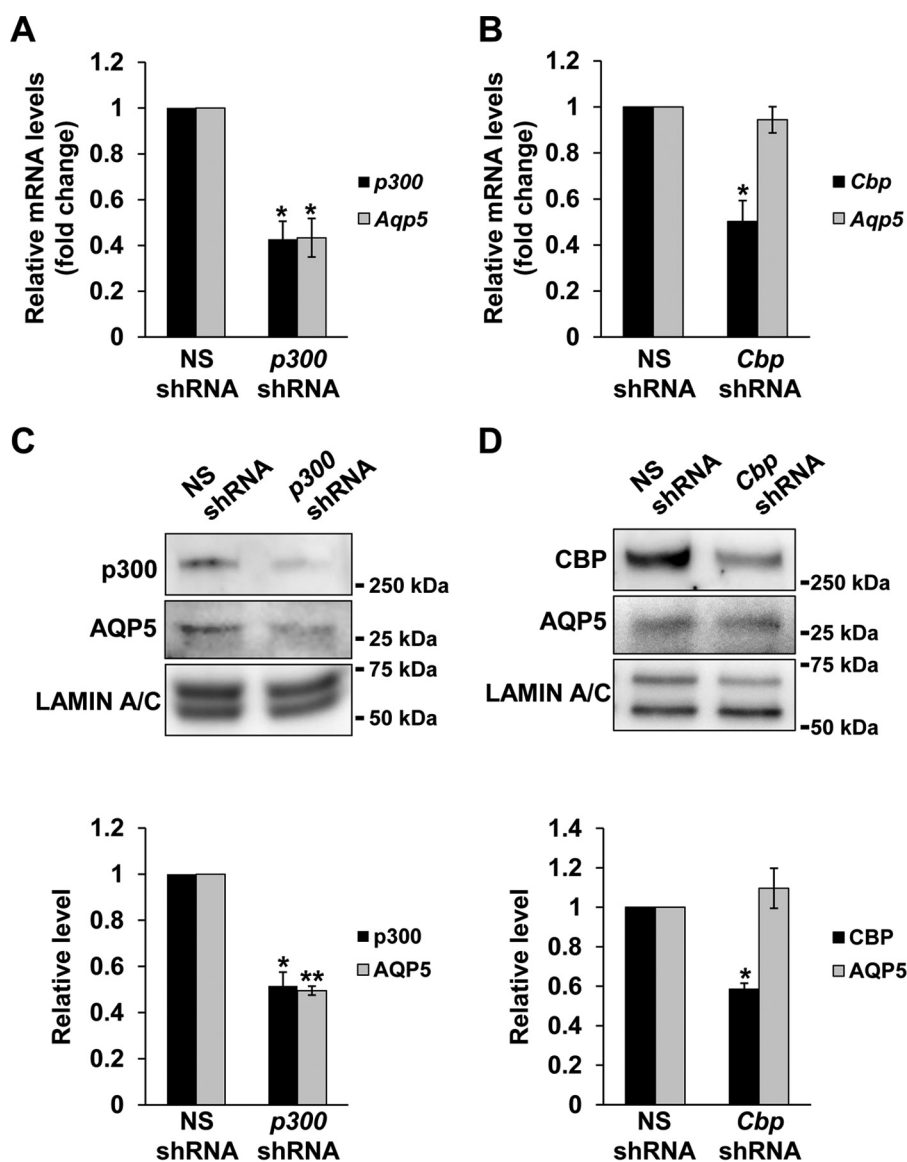 A
Relative mRNA levels
(fold change)
1.2
1
0.8
0.6
0.4
0.2
0
* *
p300
Aqp5
NS
shRNA
p300
shRNA
B
Relative mRNA levels
(fold change)
1.2
1
0.8
0.6
0.4
0.2
0
*
Cbp
Aqp5
NS
shRNA
Cbp
shRNA
C
NS
shRNA
p300
shRNA
p300
-250 kDa
AQP5
-25 kDa
-75 kDa
LAMIN A/C
-50 kDa
Relative level
1.2
1
0.8
0.6
0.4
0.2
0
* **
p300
AQP5
NS
shRNA
p300
shRNA
D
NS
shRNA
Cbp
shRNA
CBP
-250 kDa
AQP5
-25 kDa
-75 kDa
LAMIN A/C
-50 kDa
Relative level
1.4
1.2
1
0.8
0.6
0.4
0.2
0
*
CBP
AQP5
NS
shRNA
Cbp
shRNA